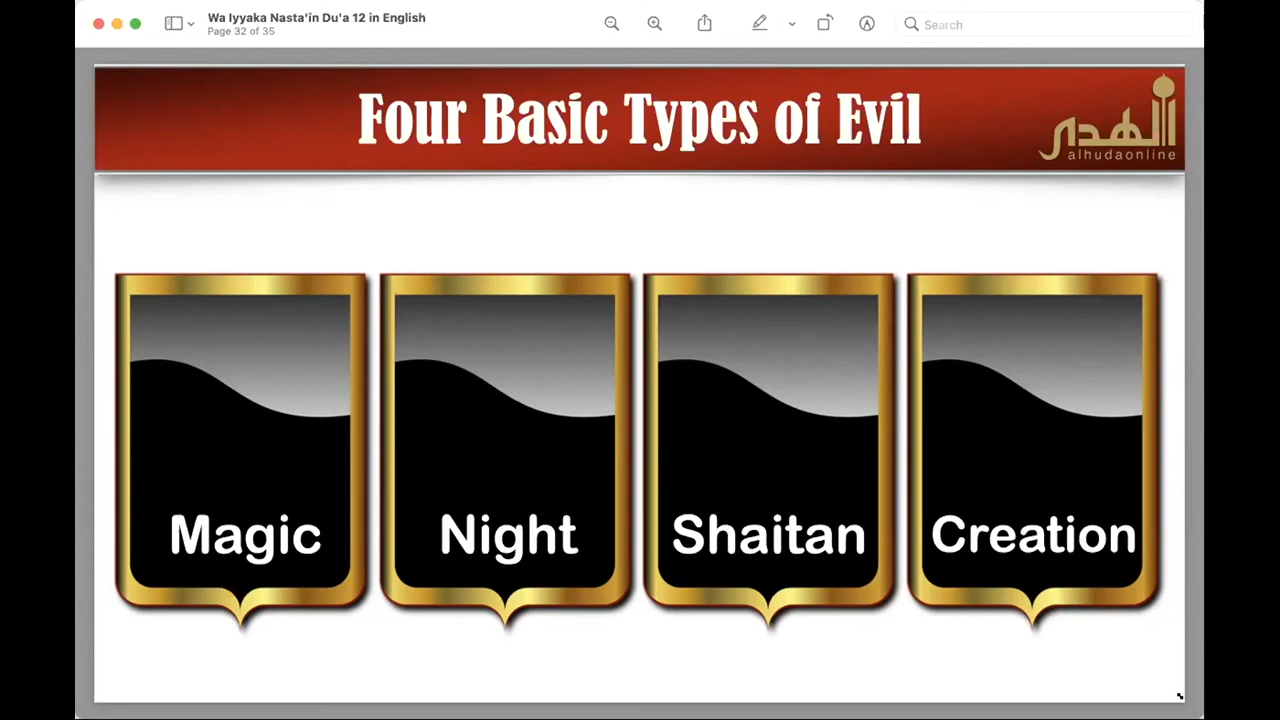 Wa Iyyaka Nasta'īn Du'a 12 in English
Page 32 of 35
Search
Four Basic Types of Evil
الهدى
alhudaonline
Magic
Night
Shaitan
Creation